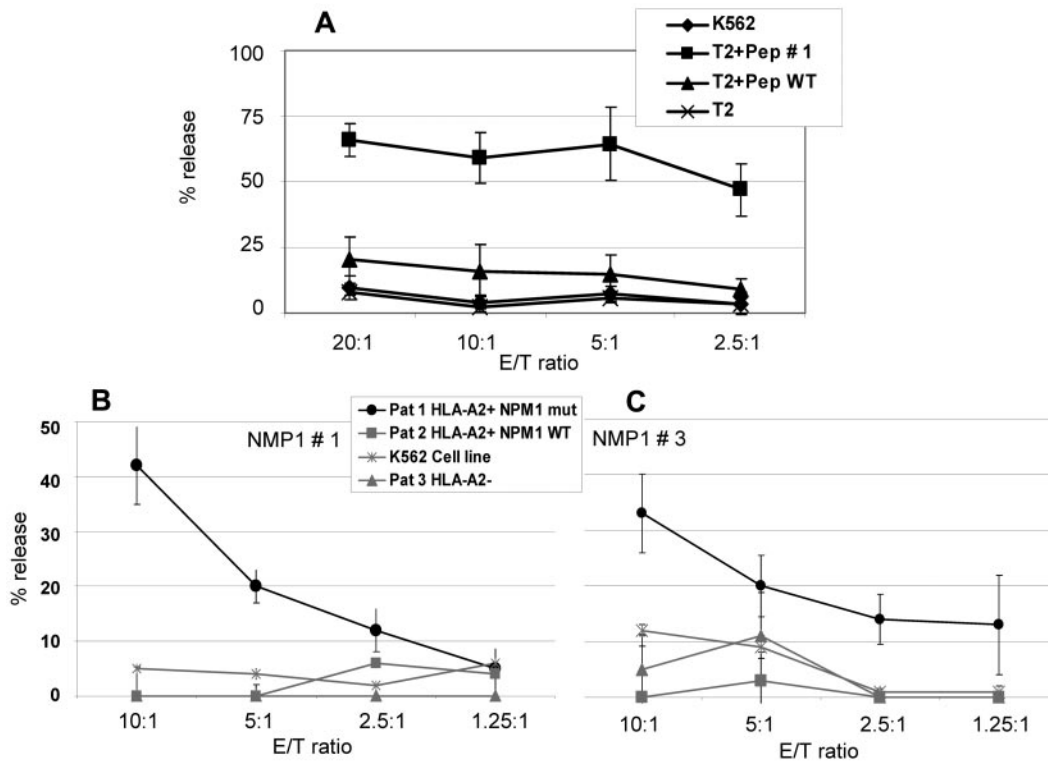 A
K562
T2+Pep # 1
T2+Pep WT
T2
100
75
50
25
0
% release
20:1 10:1 5:1 2.5:1
E/T ratio
B
NMP1 # 1
Pat 1 HLA-A2+ NPM1 mut
Pat 2 HLA-A2+ NPM1 WT
K562 Cell line
Pat 3 HLA-A2-
50
40
30
20
10
0
% release
10:1 5:1 2.5:1 1.25:1
E/T ratio
C
NMP1 # 3
10:1 5:1 2.5:1 1.25:1
E/T ratio